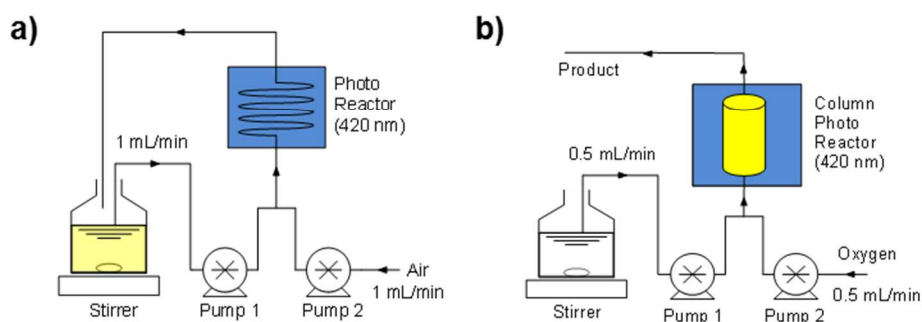 a)
Photo
Reactor
(420 nm)
1 mL/min
Air
1 mL/min
Stirrer
Pump 1
Pump 2
b)
Product
Column
Photo
Reactor
(420 nm)
0.5 mL/min
Oxygen
0.5 mL/min
Stirrer
Pump 1
Pump 2